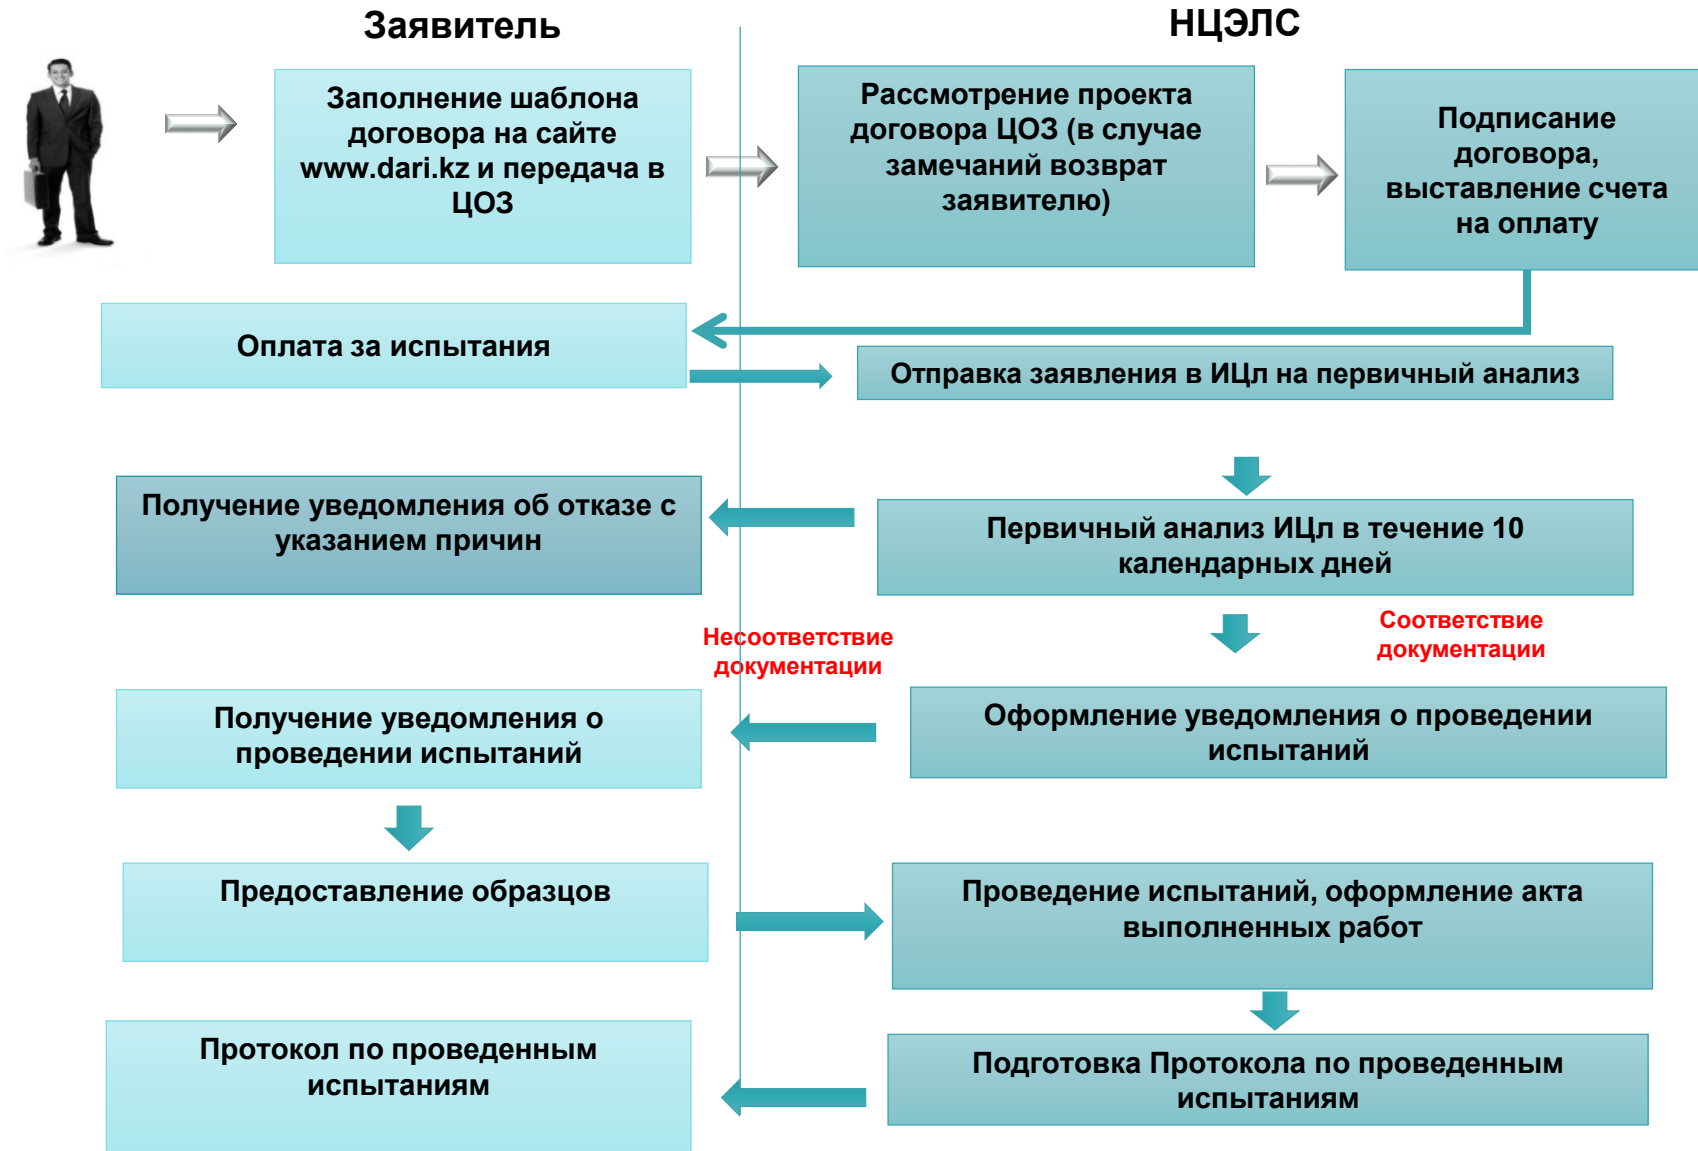 Заявитель
НЦЭЛС
Заполнение шаблона
договора на сайте
www.dari.kz и передача в
ЦОЗ
Рассмотрение проекта
договора ЦОЗ (в случае
замечаний возврат
заявителю)
Подписание
договора,
выставление счета
на оплату
Оплата за испытания
Отправка заявления в ИЦл на первичный анализ
Получение уведомления об отказе с
указанием причин
Первичный анализ ИЦл в течение 10
календарных дней
Несоответствие
документации
Соответствие
документации
Получение уведомления о
проведении испытаний
Оформление уведомления о проведении
испытаний
Предоставление образцов
Проведение испытаний, оформление акта
выполненных работ
Протокол по проведенным
испытаниям
Подготовка Протокола по проведенным
испытаниям